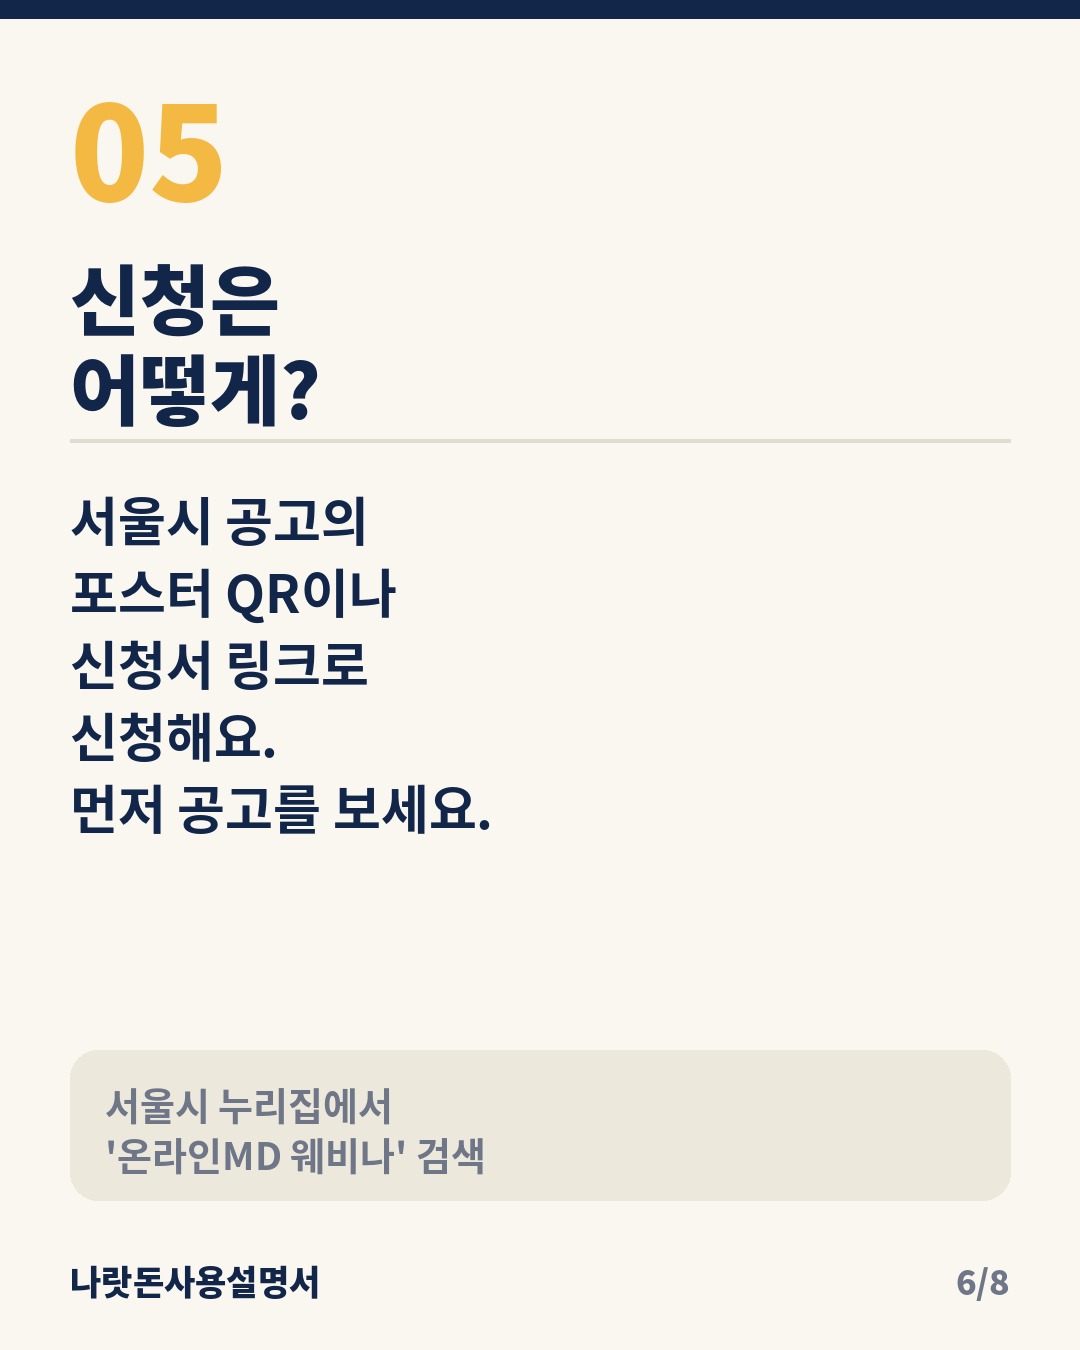 05
신청은
어떻게?
서울시 공고의
포스터 QR이나
신청서 링크로
신청해요.
먼저 공고를 보세요.
서울시 누리집에서
'온라인MD 웨비나' 검색
나랏돈사용설명서
6/8